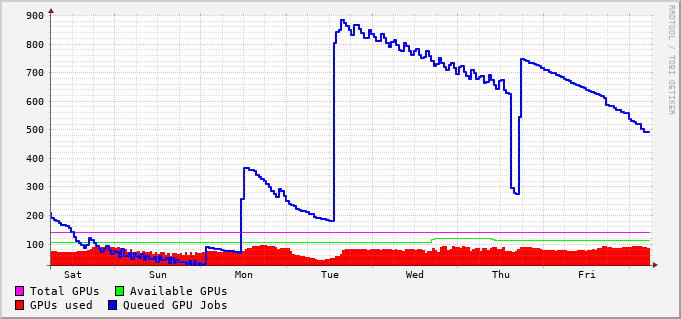 900
800
700
600
500
400
300
200
100
Sat Sun Mon Tue Wed Thu Fri
RRDTOOL / TOBI OETIKER
Total GPUs Available GPUs
GPUs used Queued GPU Jobs